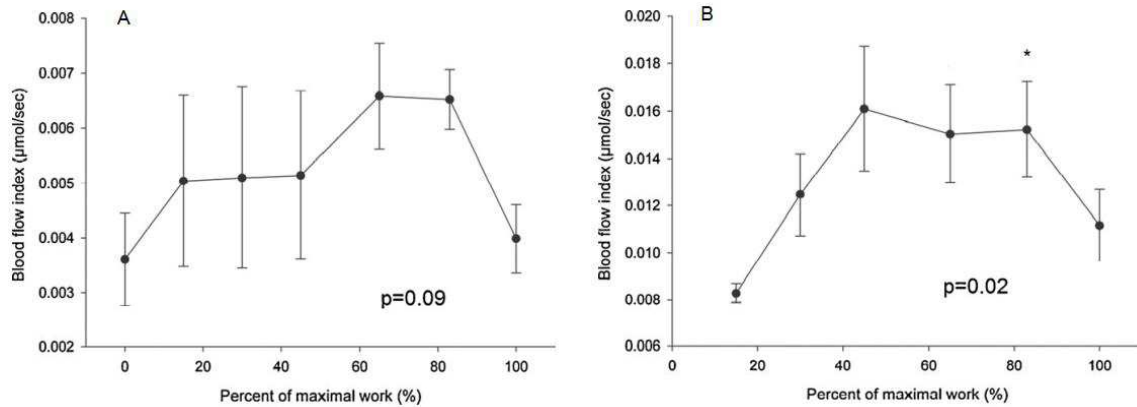 A
Blood flow index (µmol/sec)
0.008
0.007
0.006
0.005
0.004
0.003
0.002
p=0.09
0 20 40 60 80 100
Percent of maximal work (%)
B
Blood flow index (µmol/sec)
0.020
0.018
0.016
0.014
0.012
0.010
0.008
0.006
*
p=0.02
0 20 40 60 80 100
Percent of maximal work (%)